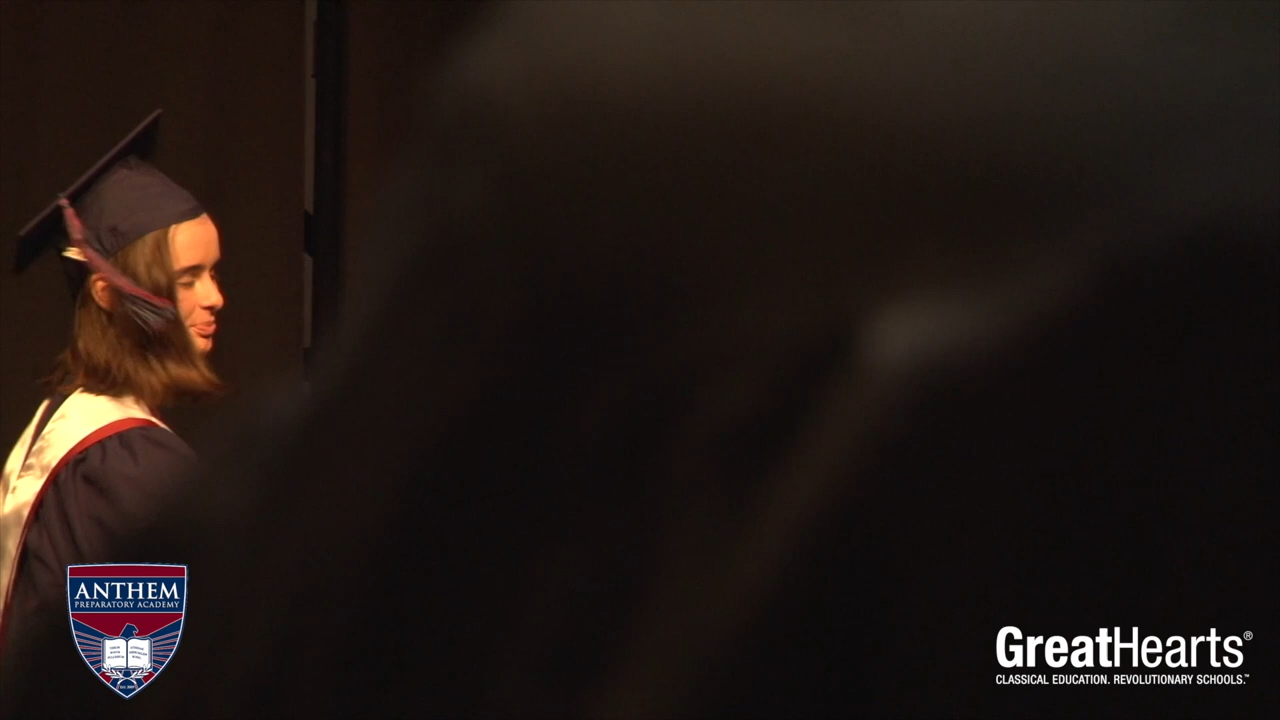 ANTHEM
PREPARATORY ACADEMY
GreatHearts®
CLASSICAL EDUCATION. REVOLUTIONARY SCHOOLS.™